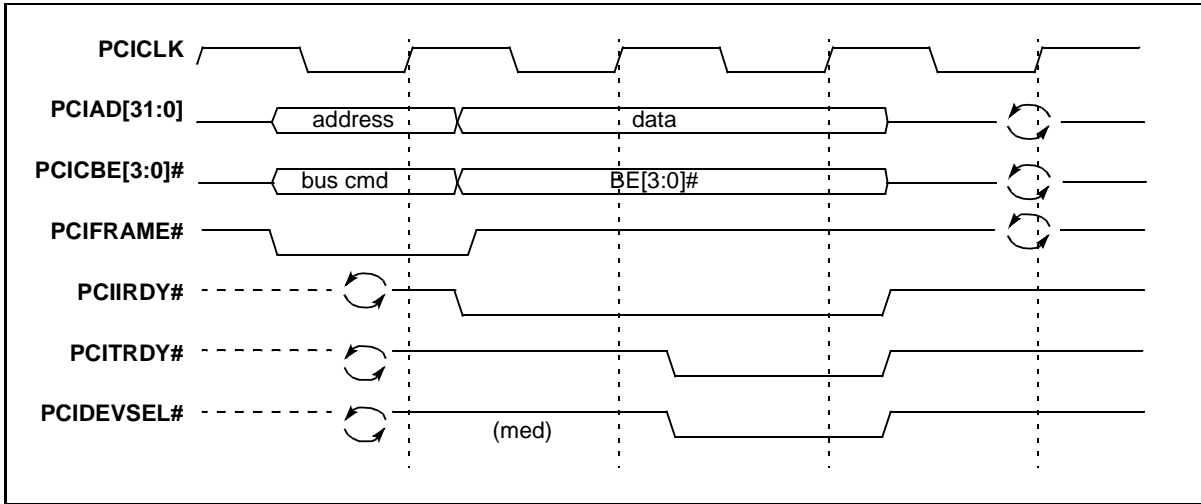 PCICLK
PCIAD[31:0]
address
data
PCICBE[3:0]#
bus cmd
BE[3:0]#
PCIFRAME#
PCIIRDY#
PCITRDY#
PCIDEVSEL#
(med)